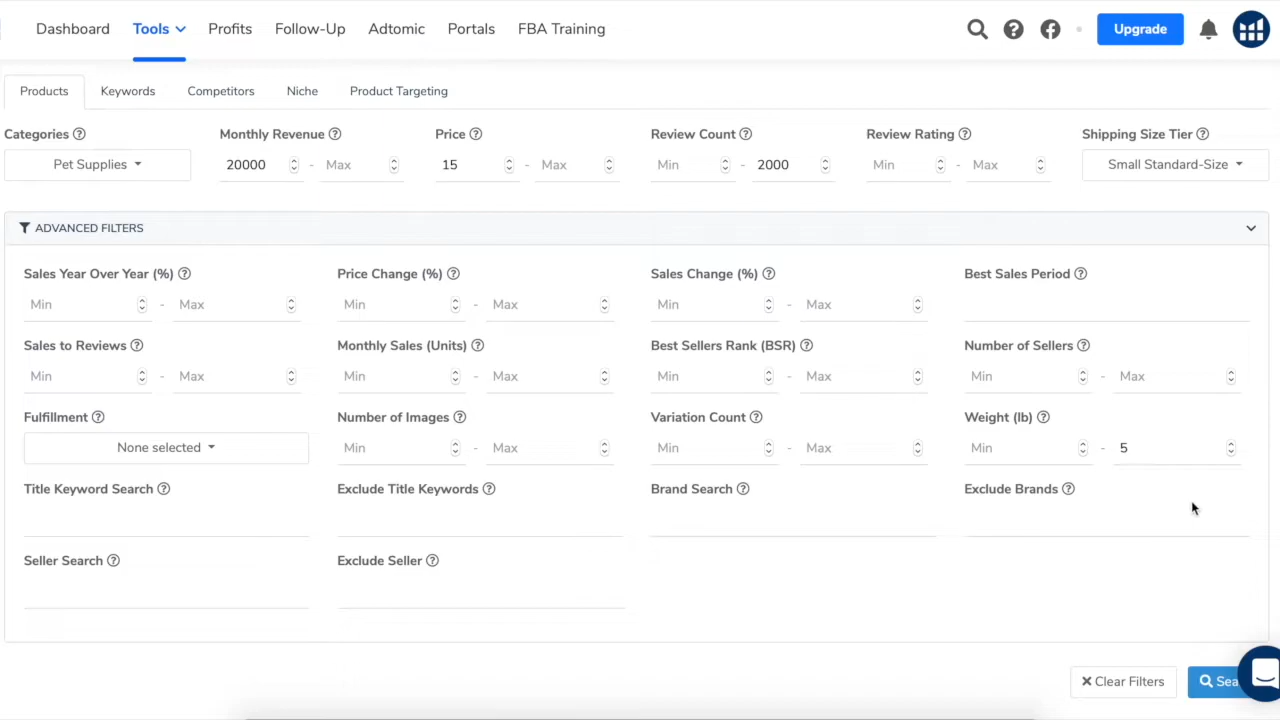 Dashboard Tools Profits Follow-Up Adtomic Portals FBA Training Upgrade
Products Keywords Competitors Niche Product Targeting
Categories Monthly Revenue Price Review Count Review Rating Shipping Size Tier
Pet Supplies 20000 - Max 15 - Max Min - 2000 Min - Max Small Standard-Size
ADVANCED FILTERS
Sales Year Over Year (%) Price Change (%) Sales Change (%) Best Sales Period
Min - Max Min - Max Min - Max
Sales to Reviews Monthly Sales (Units) Best Sellers Rank (BSR) Number of Sellers
Min - Max Min - Max Min - Max Min - Max
Fulfillment Number of Images Variation Count Weight (lb)
None selected Min - Max Min - Max Min - 5
Title Keyword Search Exclude Title Keywords Brand Search Exclude Brands
Seller Search Exclude Seller
Clear Filters Sea